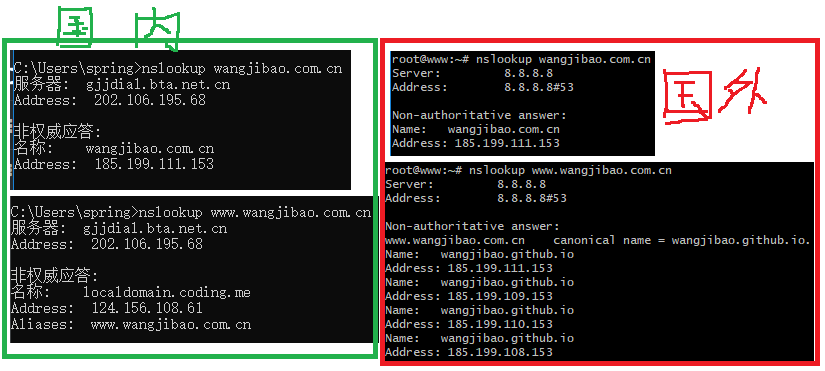 国 内
C:\Users\spring>nslookup wangjibao.com.cn
服务器:  gjjdial.bta.net.cn
Address:  202.106.195.68
非权威应答:
名称:    wangjibao.com.cn
Address:  185.199.111.153
C:\Users\spring>nslookup www.wangjibao.com.cn
服务器:  gjjdial.bta.net.cn
Address:  202.106.195.68
非权威应答:
名称:    localdomain.coding.me
Address:  124.156.108.61
Aliases:  www.wangjibao.com.cn
国外
root@www:~# nslookup wangjibao.com.cn
Server:         8.8.8.8
Address:        8.8.8.8#53
Non-authoritative answer:
Name:   wangjibao.com.cn
Address: 185.199.111.153
root@www:~# nslookup www.wangjibao.com.cn
Server:         8.8.8.8
Address:        8.8.8.8#53
Non-authoritative answer:
www.wangjibao.com.cn    canonical name = wangjibao.github.io.
Name:   wangjibao.github.io
Address: 185.199.111.153
Name:   wangjibao.github.io
Address: 185.199.109.153
Name:   wangjibao.github.io
Address: 185.199.110.153
Name:   wangjibao.github.io
Address: 185.199.108.153